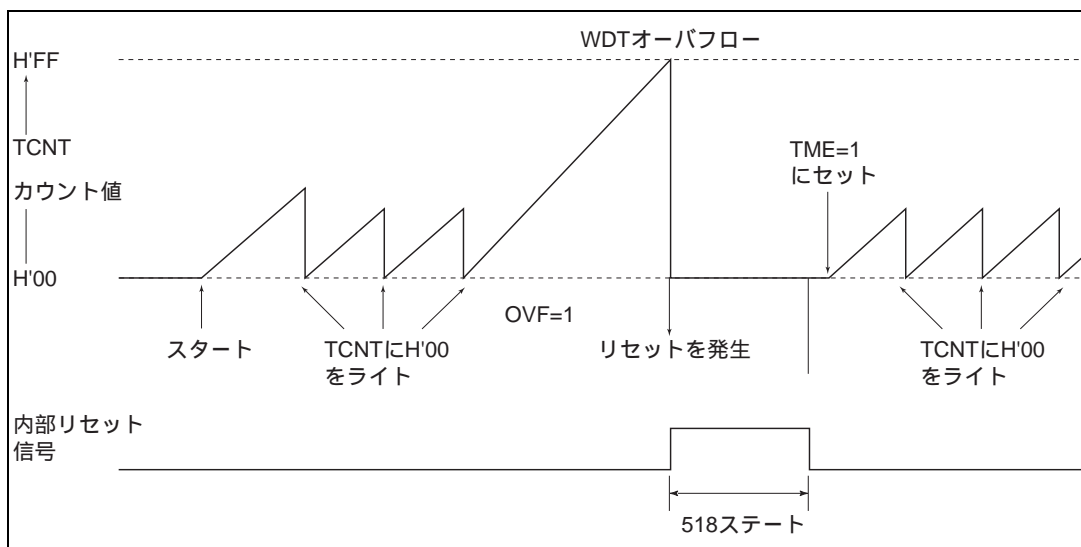 WDTオーバフロー
H'FF
TCNT
カウント値
TME=1
にセット
H'00
OVF=1
スタート
TCNTにH'00
をライト
リセットを発生
TCNTにH'00
をライト
内部リセット
信号
518ステート